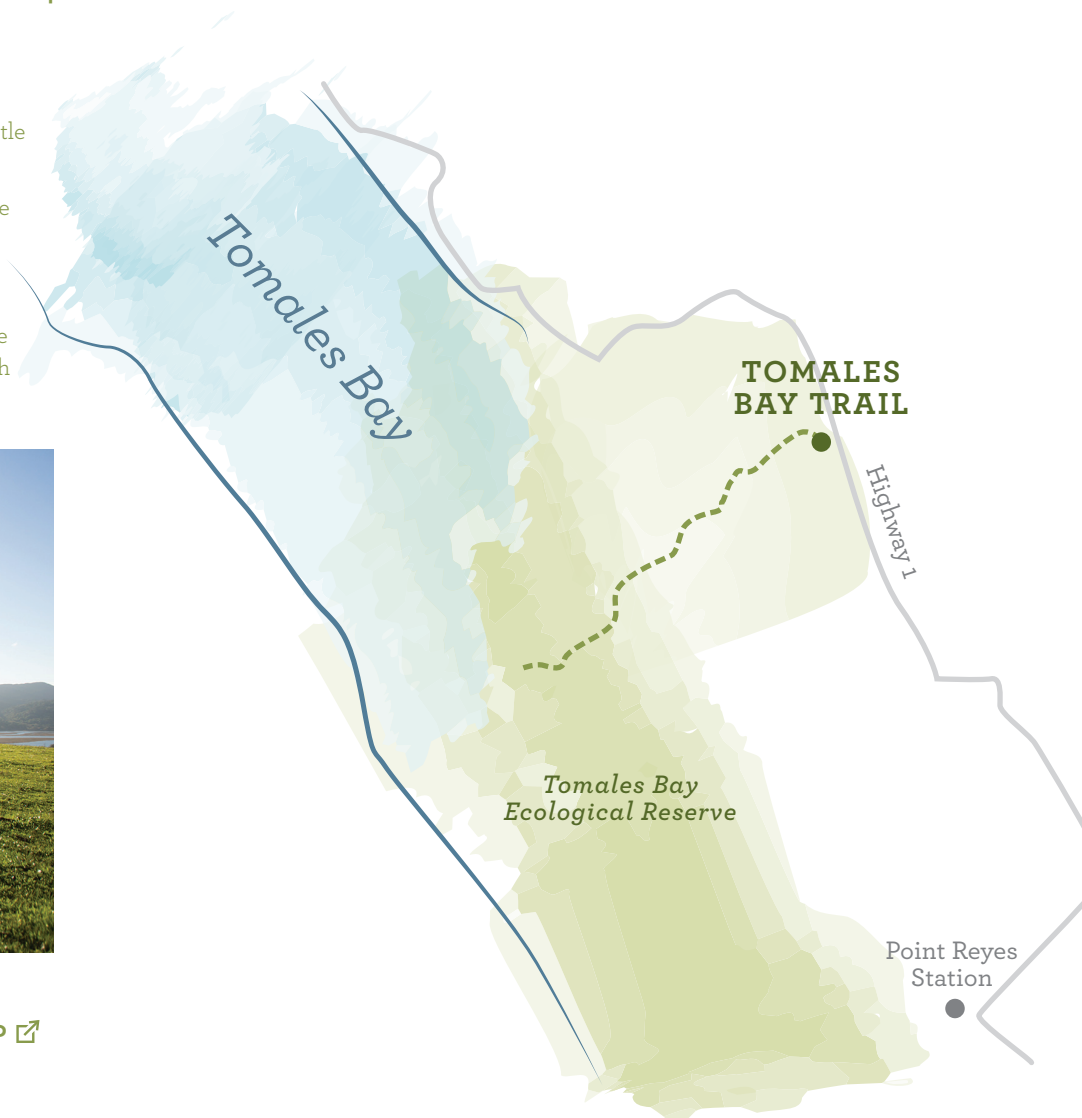 Tomales Bay
TOMALES
BAY TRAIL
Highway 1
Tomales Bay
Ecological Reserve
Point Reyes
Station